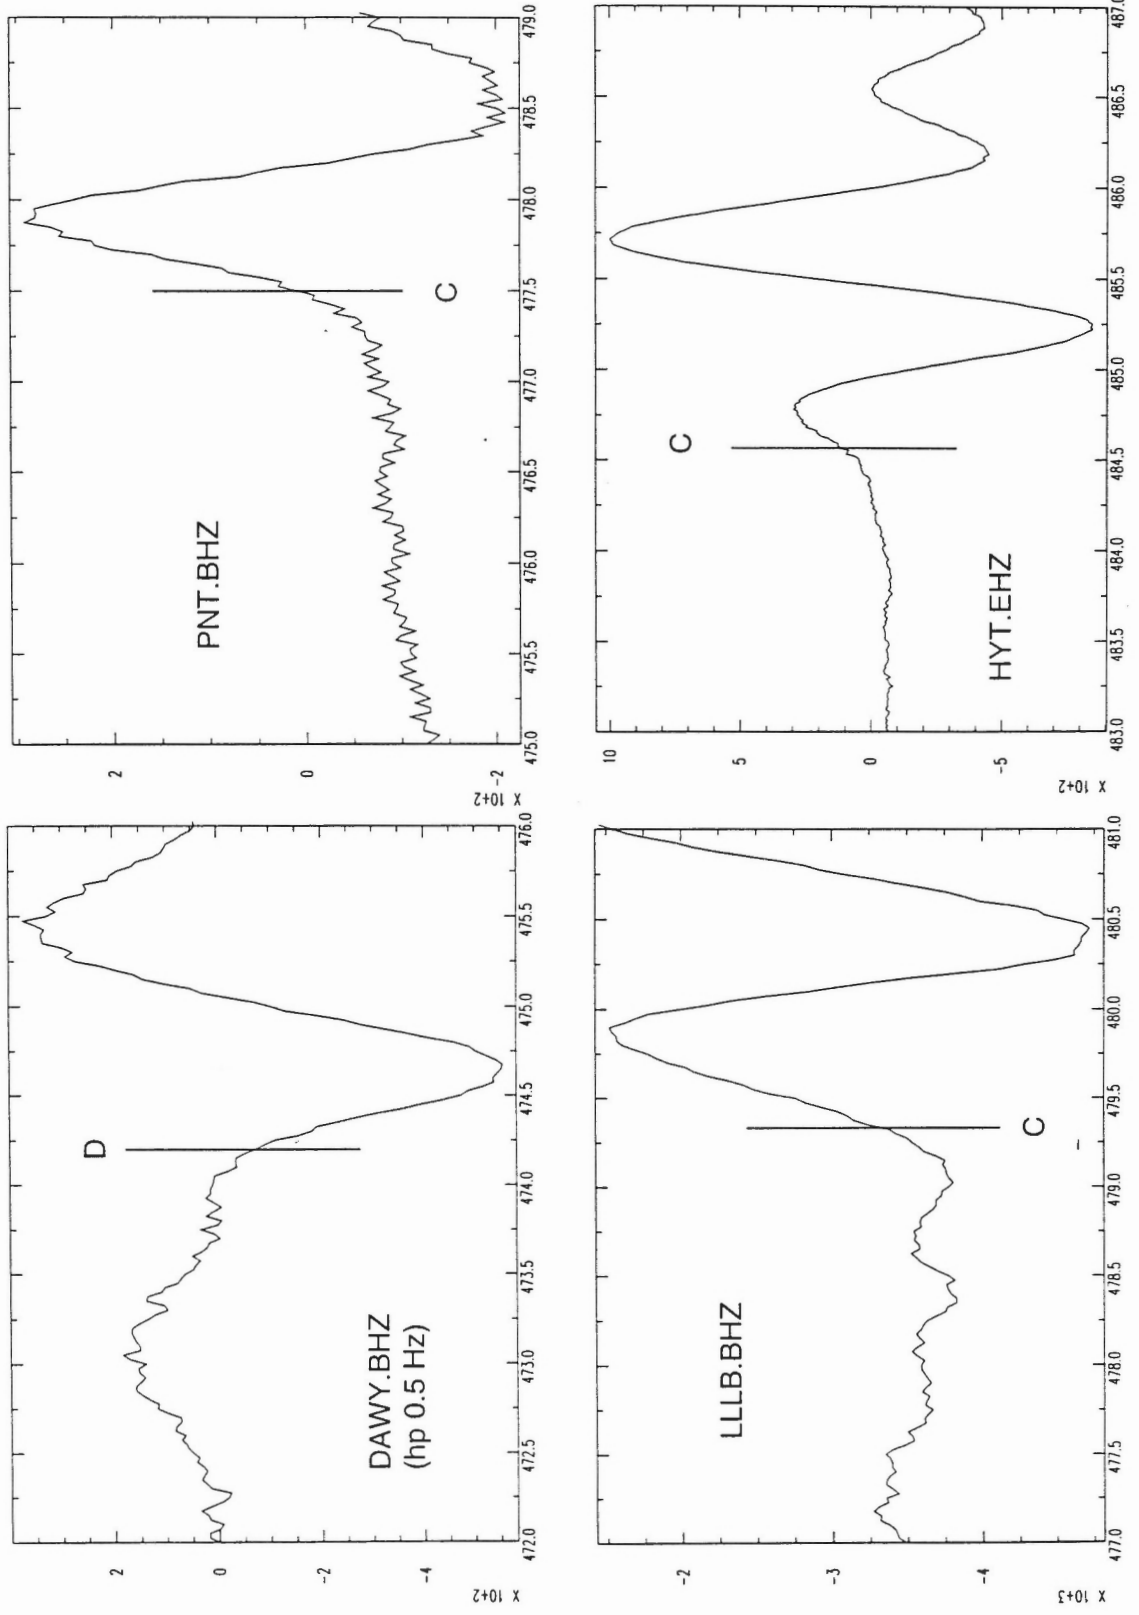 D
2
0
-2
-4
X 10+2
DAWY.BHZ
(hp 0.5 Hz)
472.0 472.5 473.0 473.5 474.0 474.5 475.0 475.5 476.0
2
0
-2
X 10+2
PNT.BHZ
C
475.0 475.5 476.0 476.5 477.0 477.5 478.0 478.5 479.0
-2
-3
-4
X 10+3
LLLB.BHZ
C
477.0 477.5 478.0 478.5 479.0 479.5 480.0 480.5 481.0
10
5
0
-5
X 10+2
C
HYT.EHZ
483.0 483.5 484.0 484.5 485.0 485.5 486.0 486.5 487.0